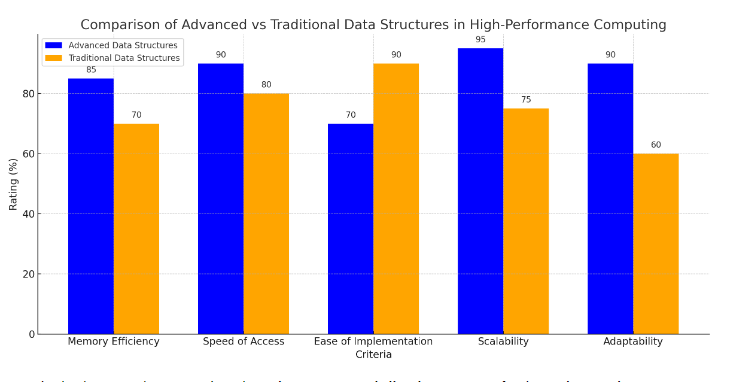 Comparison of Advanced vs Traditional Data Structures in High-Performance Computing
Advanced Data Structures
Traditional Data Structures
85
70
90
80
70
90
95
75
90
60
80
60
40
20
0
Rating (%)
Memory Efficiency
Speed of Access
Ease of Implementation
Scalability
Adaptability
Criteria